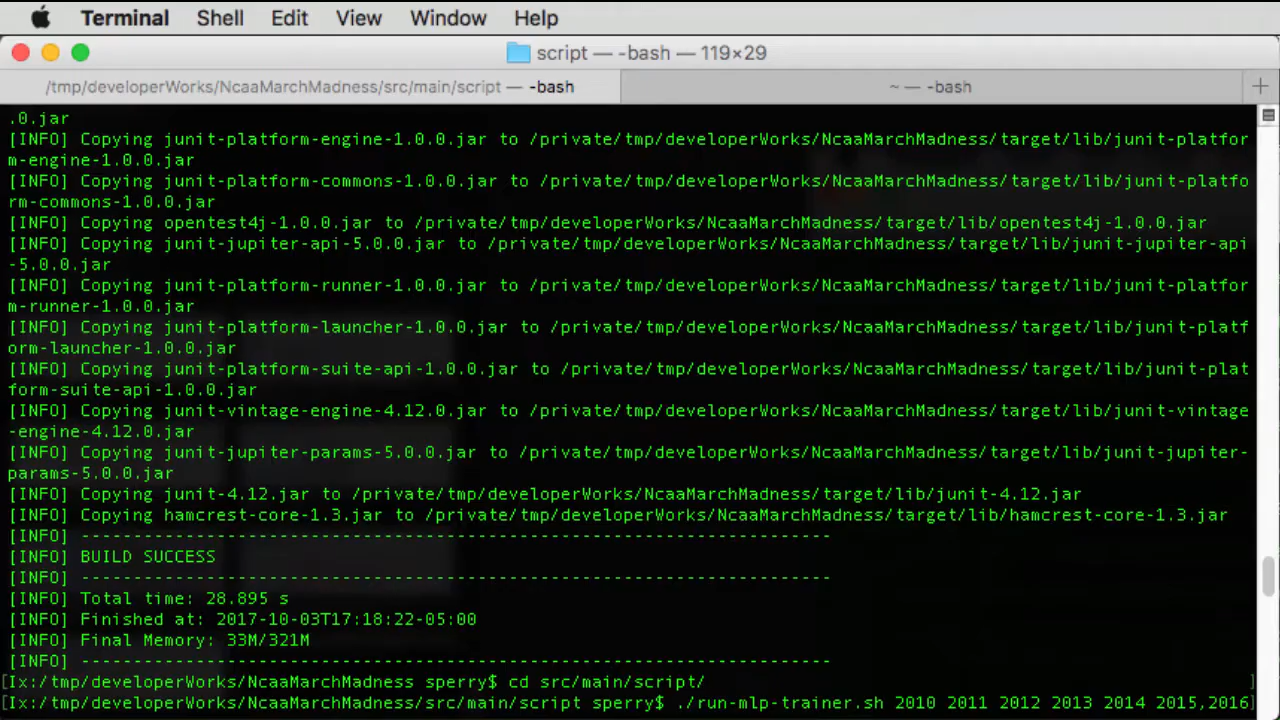 Terminal Shell Edit View Window Help
script — -bash — 119×29
/tmp/developerWorks/NcaaMarchMadness/src/main/script — -bash ~ — -bash +
.0.jar
[INFO] Copying junit-platform-engine-1.0.0.jar to /private/tmp/developerWorks/NcaaMarchMadness/target/lib/junit-platfor
m-engine-1.0.0.jar
[INFO] Copying junit-platform-commons-1.0.0.jar to /private/tmp/developerWorks/NcaaMarchMadness/target/lib/junit-platfo
rm-commons-1.0.0.jar
[INFO] Copying opentest4j-1.0.0.jar to /private/tmp/developerWorks/NcaaMarchMadness/target/lib/opentest4j-1.0.0.jar
[INFO] Copying junit-jupiter-api-5.0.0.jar to /private/tmp/developerWorks/NcaaMarchMadness/target/lib/junit-jupiter-api
-5.0.0.jar
[INFO] Copying junit-platform-runner-1.0.0.jar to /private/tmp/developerWorks/NcaaMarchMadness/target/lib/junit-platfor
m-runner-1.0.0.jar
[INFO] Copying junit-platform-launcher-1.0.0.jar to /private/tmp/developerWorks/NcaaMarchMadness/target/lib/junit-platf
orm-launcher-1.0.0.jar
[INFO] Copying junit-platform-suite-api-1.0.0.jar to /private/tmp/developerWorks/NcaaMarchMadness/target/lib/junit-plat
form-suite-api-1.0.0.jar
[INFO] Copying junit-vintage-engine-4.12.0.jar to /private/tmp/developerWorks/NcaaMarchMadness/target/lib/junit-vintage
-engine-4.12.0.jar
[INFO] Copying junit-jupiter-params-5.0.0.jar to /private/tmp/developerWorks/NcaaMarchMadness/target/lib/junit-jupiter-
params-5.0.0.jar
[INFO] Copying junit-4.12.jar to /private/tmp/developerWorks/NcaaMarchMadness/target/lib/junit-4.12.jar
[INFO] Copying hamcrest-core-1.3.jar to /private/tmp/developerWorks/NcaaMarchMadness/target/lib/hamcrest-core-1.3.jar
[INFO] ------------------------------------------------------------------------
[INFO] BUILD SUCCESS
[INFO] ------------------------------------------------------------------------
[INFO] Total time: 28.895 s
[INFO] Finished at: 2017-10-03T17:18:22-05:00
[INFO] Final Memory: 33M/321M
[INFO] ------------------------------------------------------------------------
[Ix:/tmp/developerWorks/NcaaMarchMadness sperry$ cd src/main/script/ ]
[Ix:/tmp/developerWorks/NcaaMarchMadness/src/main/script sperry$ ./run-mlp-trainer.sh 2010 2011 2012 2013 2014 2015,2016]